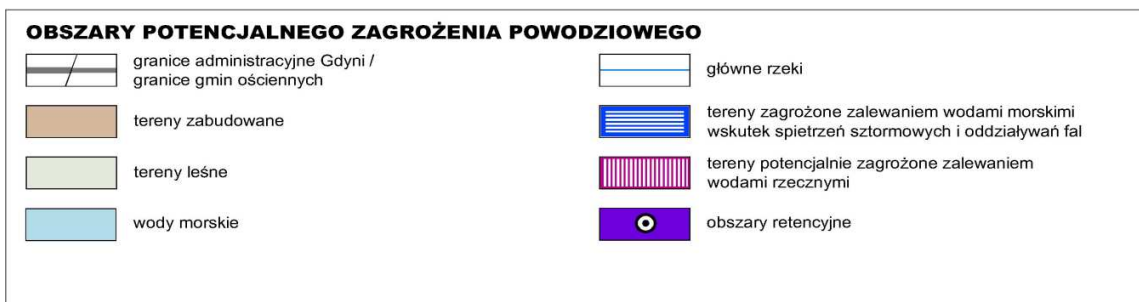 OBSZARY POTENCJALNEGO ZAGROŻENIA POWODZIOWEGO
granice administracyjne Gdyni /
granice gmin ościennych
tereny zabudowane
tereny leśne
wody morskie
główne rzeki
tereny zagrożone zalewaniem wodami morskimi
wskutek spietrzeń sztormowych i oddziaływań fal
tereny potencjalnie zagrożone zalewaniem
wodami rzecznymi
obszary retencyjne